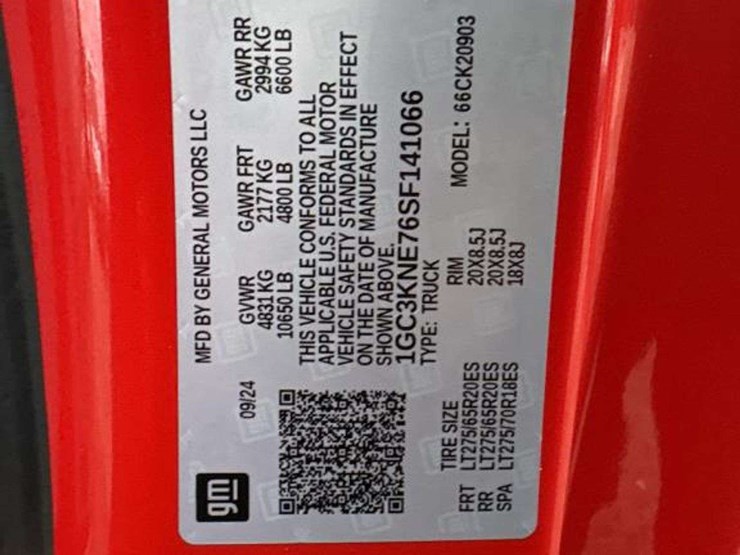 gm
MFD BY GENERAL MOTORS LLC
09/24 GVWR GAWR FRT GAWR RR
4831 KG 2177 KG 2994 KG
10650 LB 4800 LB 6600 LB
THIS VEHICLE CONFORMS TO ALL
APPLICABLE U.S. FEDERAL MOTOR
VEHICLE SAFETY STANDARDS IN EFFECT
ON THE DATE OF MANUFACTURE
SHOWN ABOVE.
1GC3KNE76SF141066
TYPE: TRUCK MODEL: 66CK20903
TIRE SIZE RIM
FRT LT275/65R20ES 20X8.5J
RR LT275/65R20ES 20X8.5J
SPA LT275/70R18ES 18X8J